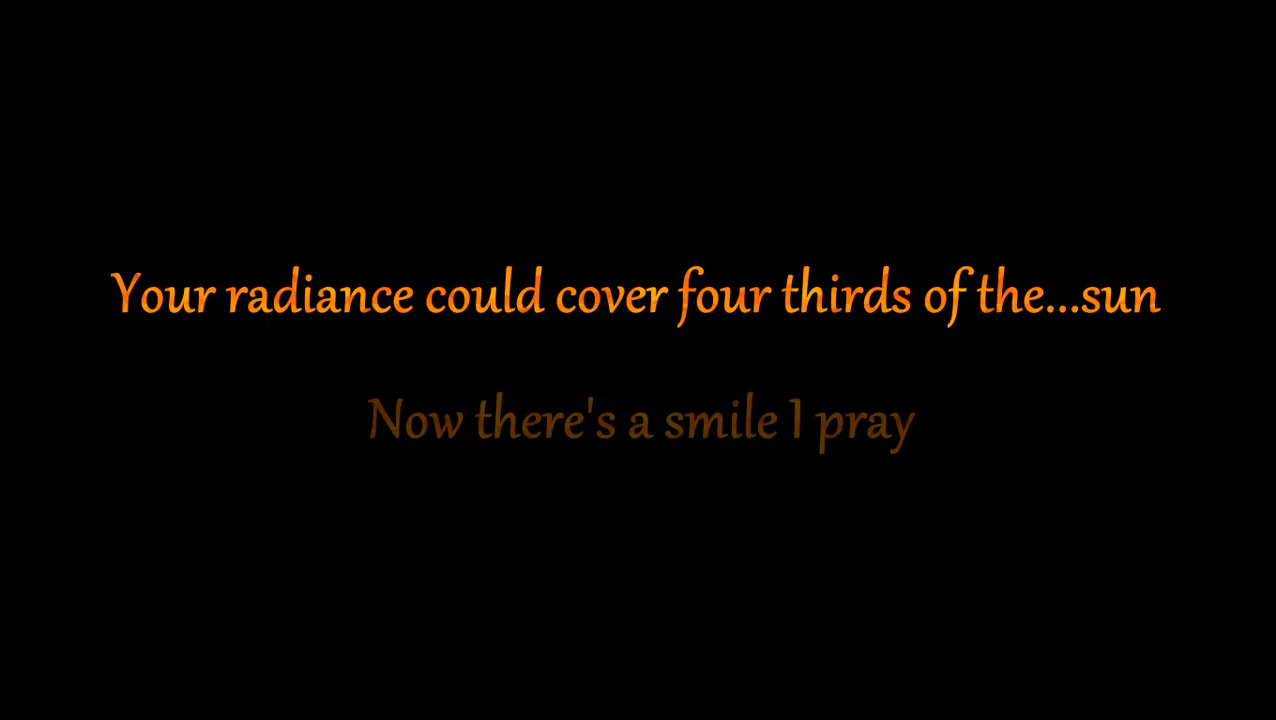 Your radiance could cover four thirds of the...sun
Now there's a smile I pray